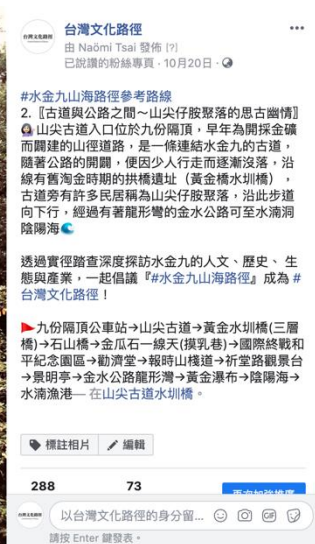 台灣文化路徑
由 Naömi Tsai 發佈 [?]
已說讚的粉絲專頁・10月20日・
#水金九山海路徑參考路線
2.〖古道與公路之間～山尖仔胺聚落的思古幽情〗
山尖古道入口位於九份隔頂，早年為開採金礦
而闢建的山徑道路，是一條連結水金九的古道，
隨著公路的開闢，便因少人行走而逐漸沒落，沿
線有舊淘金時期的拱橋遺址（黃金橋水圳橋），
古道旁有許多民居稱為山尖仔胺聚落，沿此步道
向下行，經過有著龍形彎的金水公路可至水湳洞
陰陽海
透過實徑踏查深度探訪水金九的人文、歷史、生
態與產業，一起倡議『#水金九山海路徑』成為 #
台灣文化路徑！
九份隔頂公車站→山尖古道→黃金水圳橋(三層
橋)→石山橋→金瓜石一線天(摸乳巷)→國際終戰和
平紀念園區→勸濟堂→報時山棧道→祈堂路觀景台
→景明亭→金水公路龍形灣→黃金瀑布→陰陽海→
水湳漁港— 在山尖古道水圳橋。
標註相片 編輯
288 73
以台灣文化路徑的身分留... GIF
請按 Enter 鍵發表。